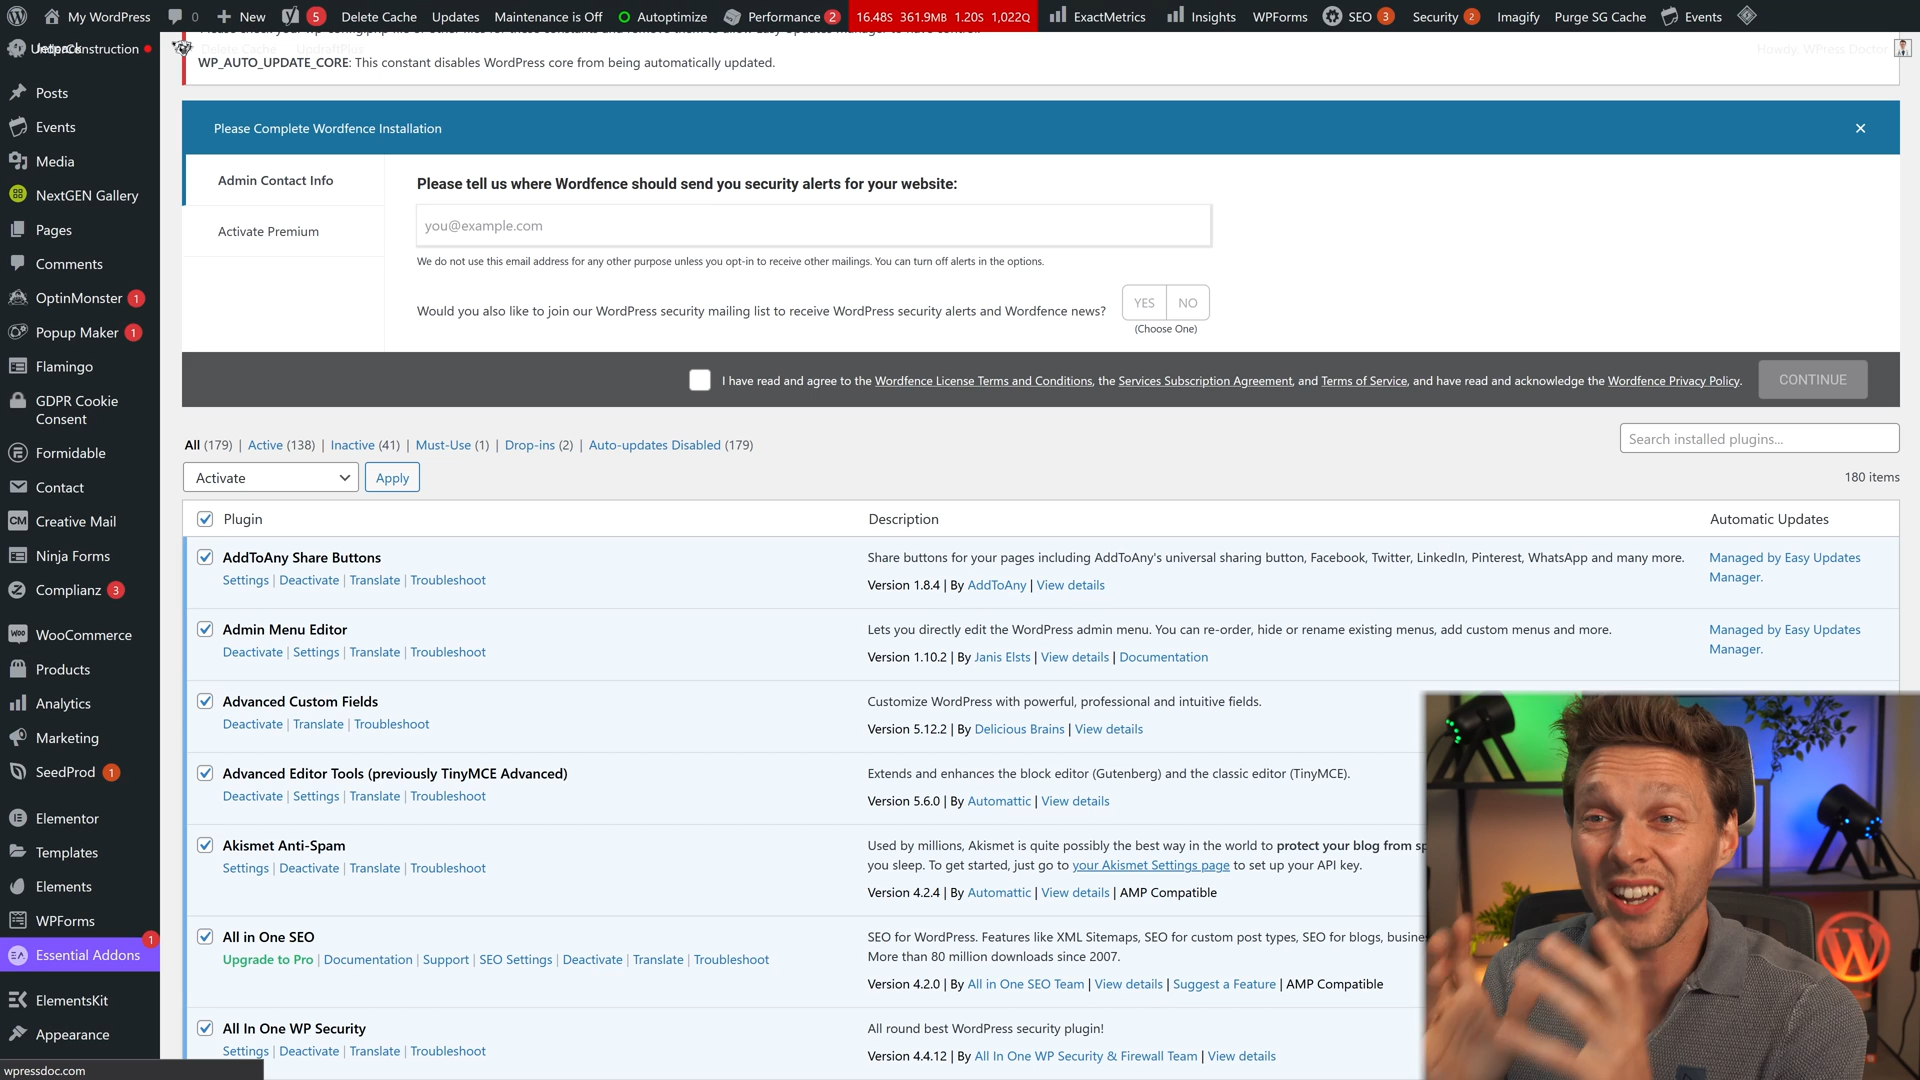 My WordPress 0 New 5 Delete Cache Updates Maintenance is Off Autoptimize Performance 2 16.48S 361.9MB 1.20S 1,022Q ExactMetrics Insights WPForms SEO 3 Security 2 Imagify Purge SG Cache Events
Delete Cache UpdraftPlus Howdy, WPress Doctor
WP_AUTO_UPDATE_CORE: This constant disables WordPress core from being automatically updated.
Posts
Events
Media
NextGEN Gallery
Pages
Comments
OptinMonster 1
Popup Maker 1
Flamingo
GDPR Cookie
Consent
Formidable
Contact
CM Creative Mail
Ninja Forms
Complianz 3
Woo WooCommerce
Products
Analytics
Marketing
SeedProd 1
Elementor
Templates
Elements
WPForms
Essential Addons 1
ElementsKit
Appearance
wpressdoc.com
Please Complete Wordfence Installation
Admin Contact Info
Activate Premium
Please tell us where Wordfence should send you security alerts for your website:
you@example.com
We do not use this email address for any other purpose unless you opt-in to receive other mailings. You can turn off alerts in the options.
Would you also like to join our WordPress security mailing list to receive WordPress security alerts and Wordfence news? YES NO
(Choose One)
I have read and agree to the Wordfence License Terms and Conditions, the Services Subscription Agreement, and Terms of Service, and have read and acknowledge the Wordfence Privacy Policy. CONTINUE
All (179) | Active (138) | Inactive (41) | Must-Use (1) | Drop-ins (2) | Auto-updates Disabled (179)
Search installed plugins...
Activate Apply
180 items
Plugin Description Automatic Updates
AddToAny Share Buttons
Settings | Deactivate | Translate | Troubleshoot
Share buttons for your pages including AddToAny's universal sharing button, Facebook, Twitter, LinkedIn, Pinterest, WhatsApp and many more.
Version 1.8.4 | By AddToAny | View details
Managed by Easy Updates
Manager.
Admin Menu Editor
Deactivate | Settings | Translate | Troubleshoot
Lets you directly edit the WordPress admin menu. You can re-order, hide or rename existing menus, add custom menus and more.
Version 1.10.2 | By Janis Elsts | View details | Documentation
Managed by Easy Updates
Manager.
Advanced Custom Fields
Deactivate | Translate | Troubleshoot
Customize WordPress with powerful, professional and intuitive fields.
Version 5.12.2 | By Delicious Brains | View details
Advanced Editor Tools (previously TinyMCE Advanced)
Deactivate | Settings | Translate | Troubleshoot
Extends and enhances the block editor (Gutenberg) and the classic editor (TinyMCE).
Version 5.6.0 | By Automattic | View details
Akismet Anti-Spam
Settings | Deactivate | Translate | Troubleshoot
Used by millions, Akismet is quite possibly the best way in the world to protect your blog from sp
you sleep. To get started, just go to your Akismet Settings page to set up your API key.
Version 4.2.4 | By Automattic | View details | AMP Compatible
All in One SEO
Upgrade to Pro | Documentation | Support | SEO Settings | Deactivate | Translate | Troubleshoot
SEO for WordPress. Features like XML Sitemaps, SEO for custom post types, SEO for blogs, busine
More than 80 million downloads since 2007.
Version 4.2.0 | By All in One SEO Team | View details | Suggest a Feature | AMP Compatible
All In One WP Security
Settings | Deactivate | Translate | Troubleshoot
All round best WordPress security plugin!
Version 4.4.12 | By All In One WP Security & Firewall Team | View details